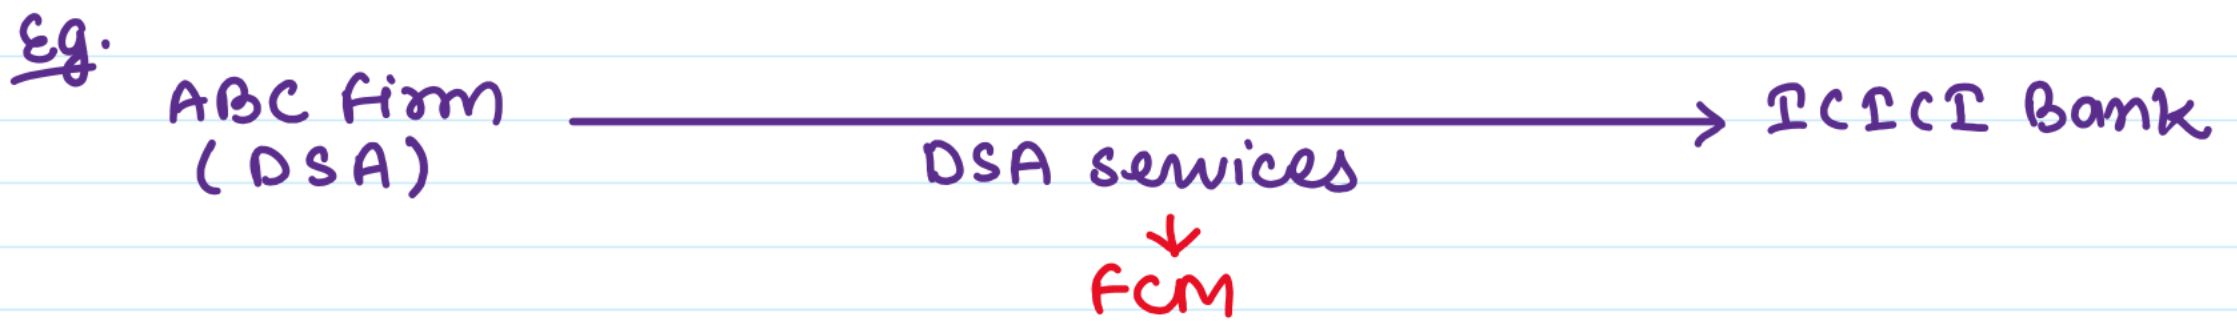 Eg.
ABC firm → ICICI Bank
(DSA) DSA services
↓
FCM